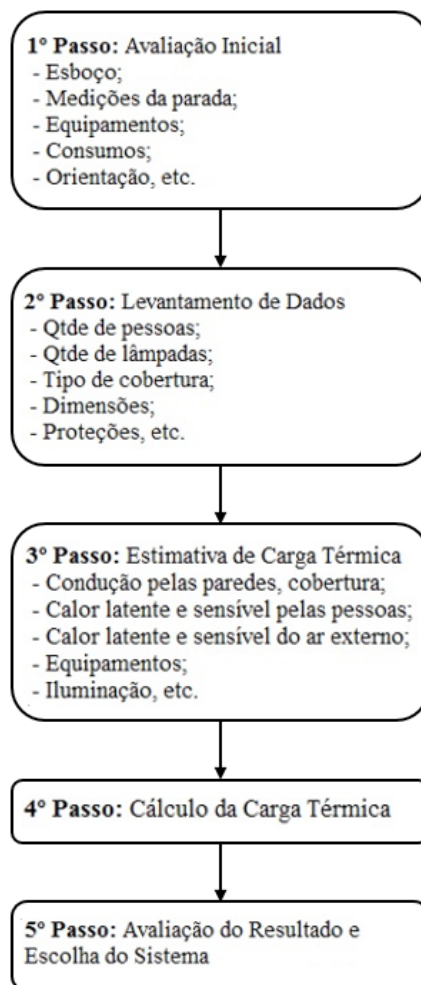 1º Passo: Avaliação Inicial
- Esboço;
- Medições da parada;
- Equipamentos;
- Consumos;
- Orientação, etc.
2º Passo: Levantamento de Dados
- Qtde de pessoas;
- Qtde de lâmpadas;
- Tipo de cobertura;
- Dimensões;
- Proteções, etc.
3º Passo: Estimativa de Carga Térmica
- Condução pelas paredes, cobertura;
- Calor latente e sensível pelas pessoas;
- Calor latente e sensível do ar externo;
- Equipamentos;
- Iluminação, etc.
4º Passo: Cálculo da Carga Térmica
5º Passo: Avaliação do Resultado e
Escolha do Sistema